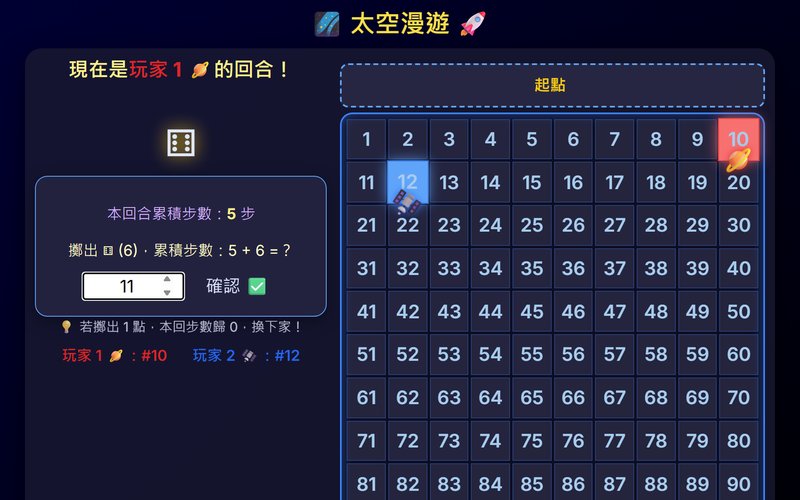 🌌 太空漫遊 🚀
現在是玩家 1 🪐 的回合！
本回合累積步數：5 步
擲出 ⚅ (6)，累積步數：5 + 6 = ?
11
確認 ✅
💡 若擲出 1 點，本回步數歸 0，換下家！
玩家 1 🪐 : #10 玩家 2 🛰️ : #12
起點
1 2 3 4 5 6 7 8 9 10
11 12 13 14 15 16 17 18 19 20
21 22 23 24 25 26 27 28 29 30
31 32 33 34 35 36 37 38 39 40
41 42 43 44 45 46 47 48 49 50
51 52 53 54 55 56 57 58 59 60
61 62 63 64 65 66 67 68 69 70
71 72 73 74 75 76 77 78 79 80
81 82 83 84 85 86 87 88 89 90